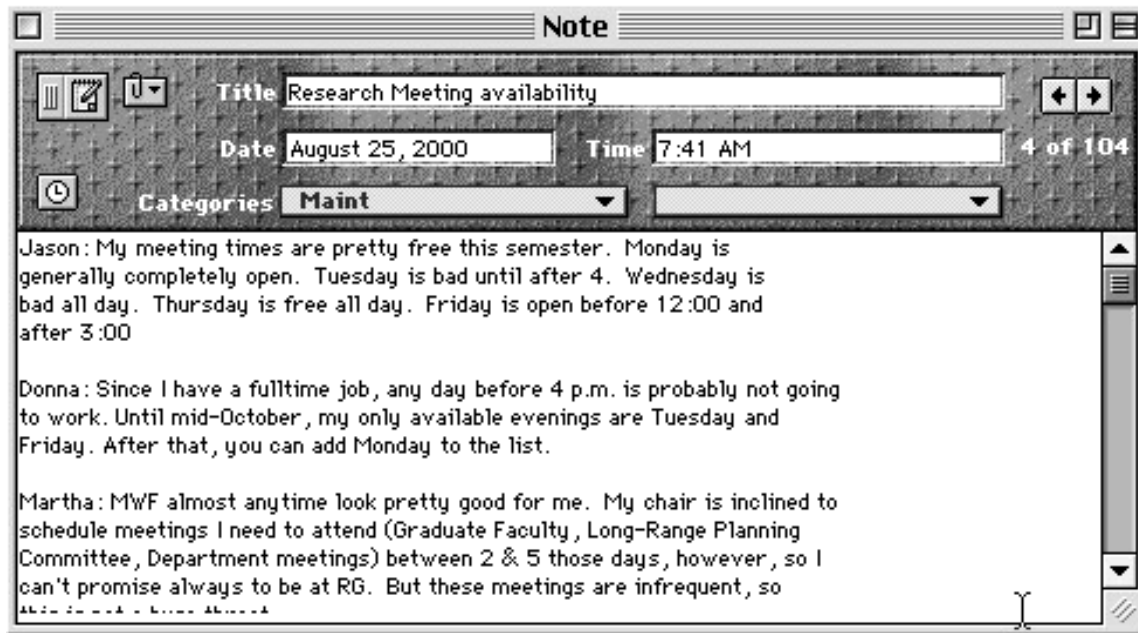 Note
Title Research Meeting availability
Date August 25, 2000 Time 7:41 AM
4 of 104
Categories Maint
Jason: My meeting times are pretty free this semester. Monday is
generally completely open. Tuesday is bad until after 4. Wednesday is
bad all day. Thursday is free all day. Friday is open before 12:00 and
after 3:00
Donna: Since I have a fulltime job, any day before 4 p.m. is probably not going
to work. Until mid-October, my only available evenings are Tuesday and
Friday. After that, you can add Monday to the list.
Martha: MWF almost anytime look pretty good for me. My chair is inclined to
schedule meetings I need to attend (Graduate Faculty, Long-Range Planning
Committee, Department meetings) between 2 & 5 those days, however, so I
can't promise always to be at RG. But these meetings are infrequent, so